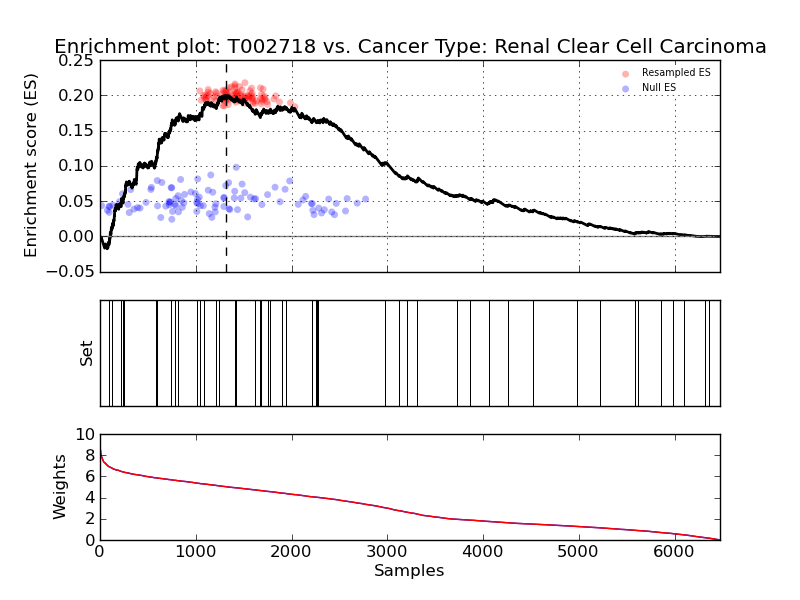 Enrichment plot: T002718 vs. Cancer Type: Renal Clear Cell Carcinoma
Enrichment score (ES)
0.25
0.20
0.15
0.10
0.05
0.00
−0.05
Resampled ES
Null ES
Set
Weights
10
8
6
4
2
0
0 1000 2000 3000 4000 5000 6000
Samples